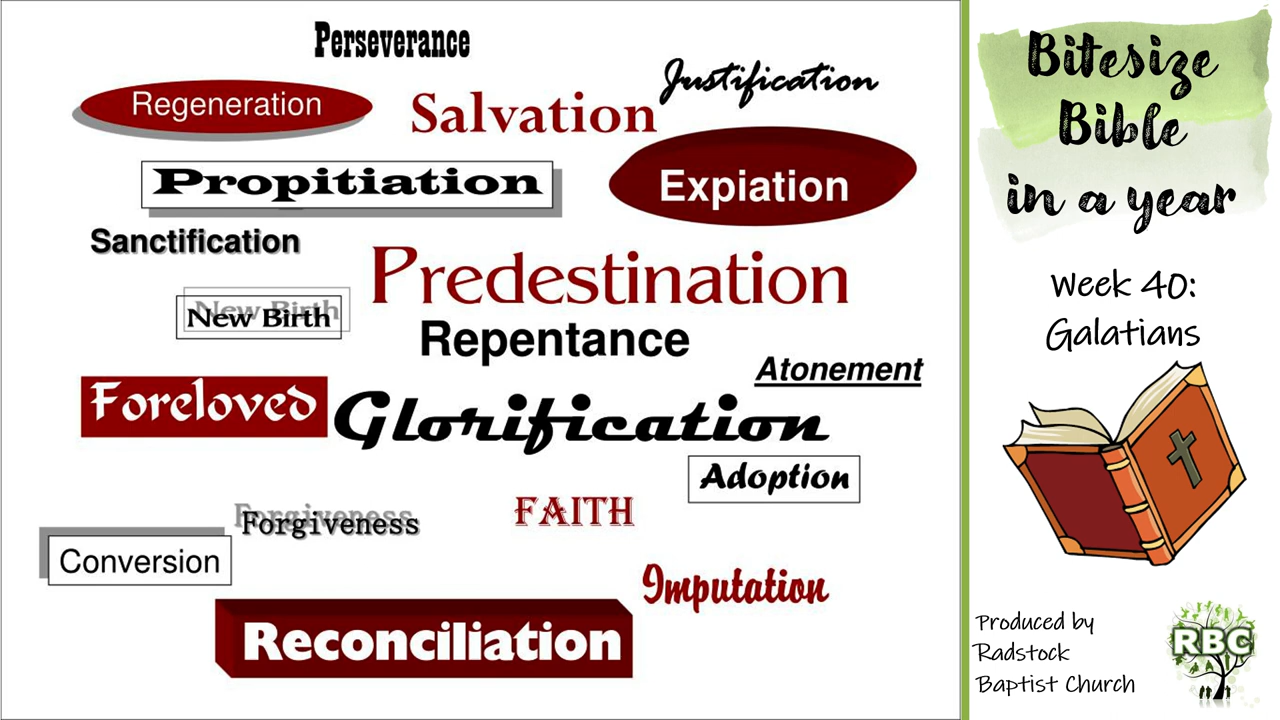 Perseverance
Justification
Regeneration
Salvation
Propitiation
Expiation
Sanctification
Predestination
New Birth
Repentance
Atonement
Foreloved
Glorification
Adoption
Forgiveness
FAITH
Conversion
Imputation
Reconciliation
Bitesize
Bible
in a year
Week 40:
Galatians
Produced by
Radstock
Baptist Church
RBC